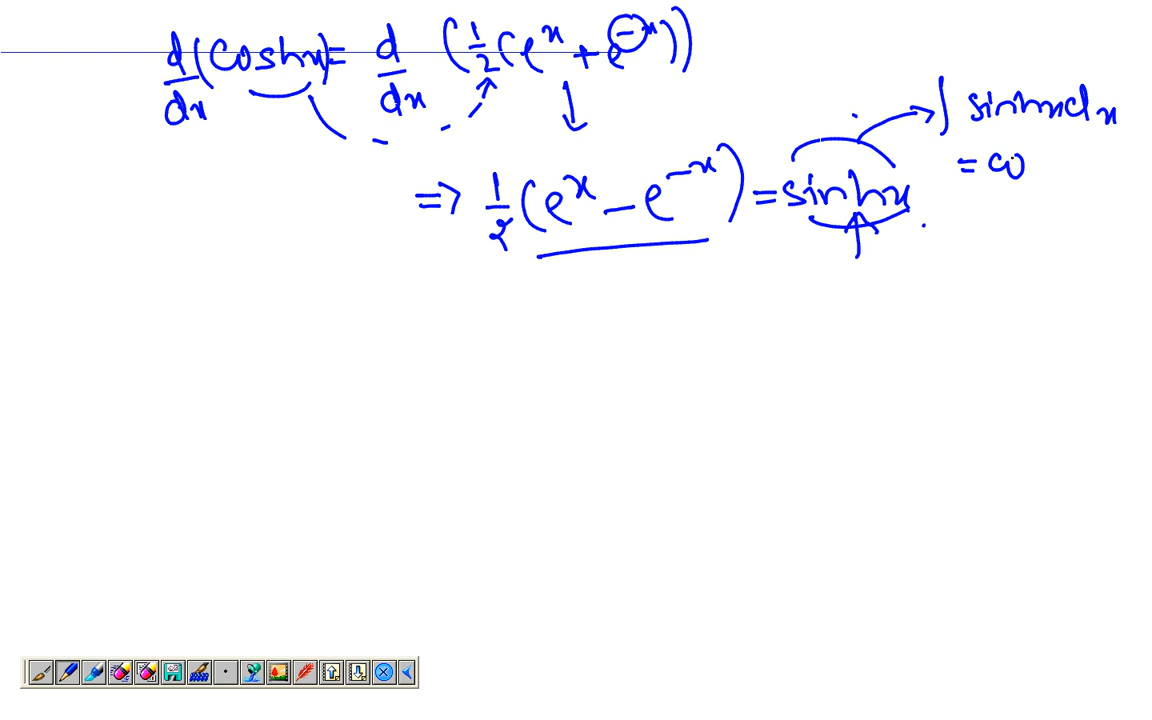 d/dx (coshx) = d/dx (1/2 (e^x + e^-x))
∫ sinhx dx
= co
=> 1/2 (e^x - e^-x) = sinhx